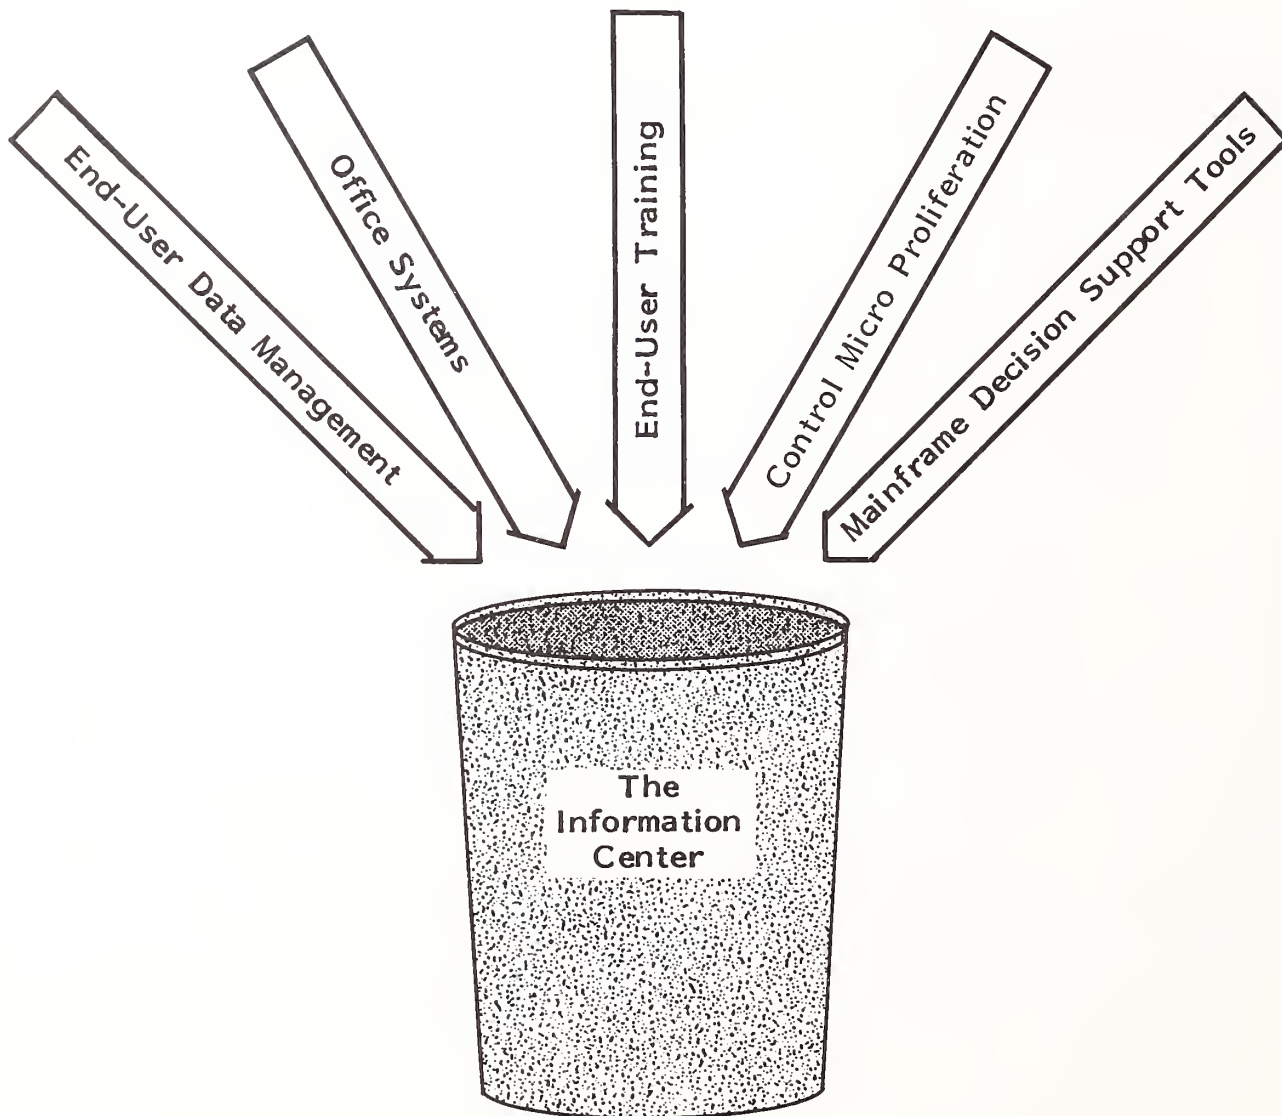 End-User Data Management
Office Systems
End-User Training
Control Micro Proliferation
Mainframe Decision Support Tools
The
Information
Center